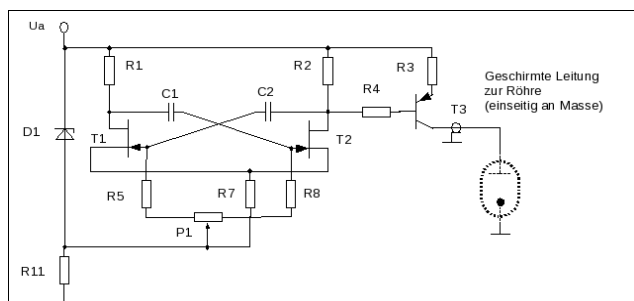 Ua
R1
R2
R3
C1
C2
R4
Geschirmte Leitung
zur Röhre
(einseitig an Masse)
D1
T1
T2
T3
R5
R7
R8
P1
R11